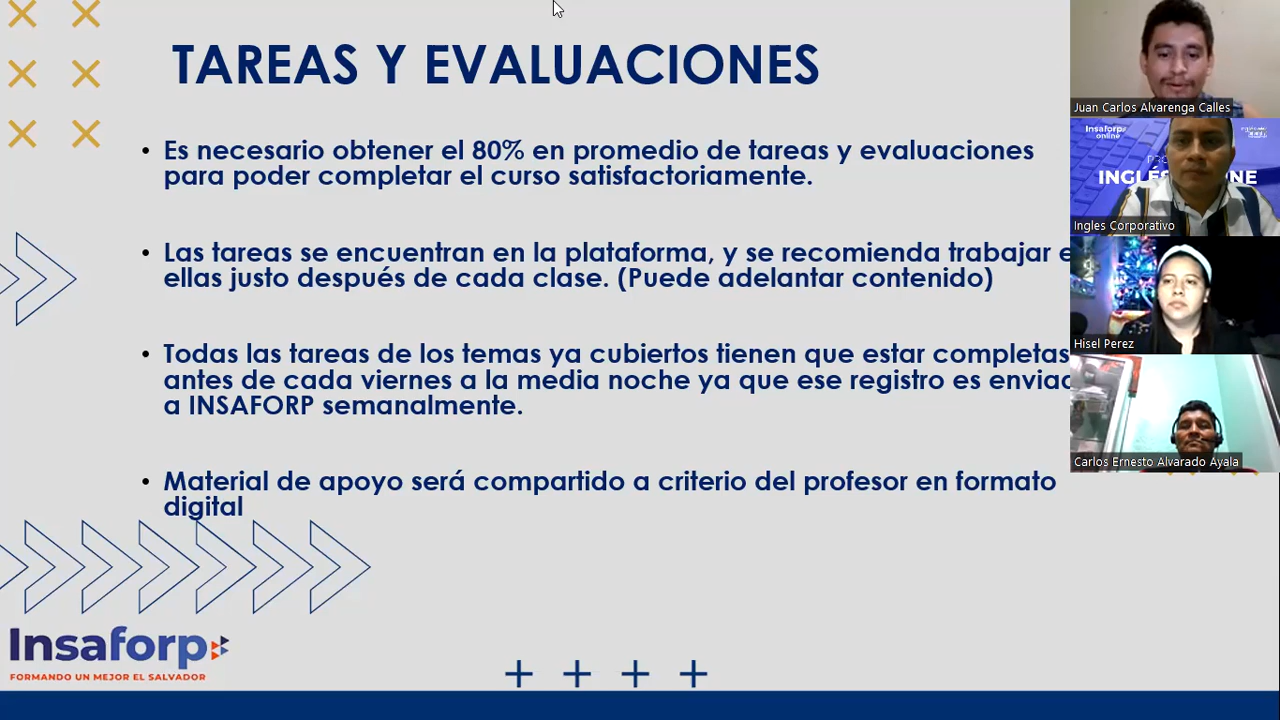 TAREAS Y EVALUACIONES
• Es necesario obtener el 80% en promedio de tareas y evaluaciones
para poder completar el curso satisfactoriamente.
• Las tareas se encuentran en la plataforma, y se recomienda trabajar
ellas justo después de cada clase. (Puede adelantar contenido)
• Todas las tareas de los temas ya cubiertos tienen que estar completas
antes de cada viernes a la media noche ya que ese registro es envia
a INSAFORP semanalmente.
• Material de apoyo será compartido a criterio del profesor en formato
digital
Insaforp
FORMANDO UN MEJOR EL SALVADOR
Juan Carlos Alvarenga Calles
Insaforp
online
INGLÉS
NE
Ingles Corporativo
Hisel Perez
Carlos Ernesto Alvarado Ayala